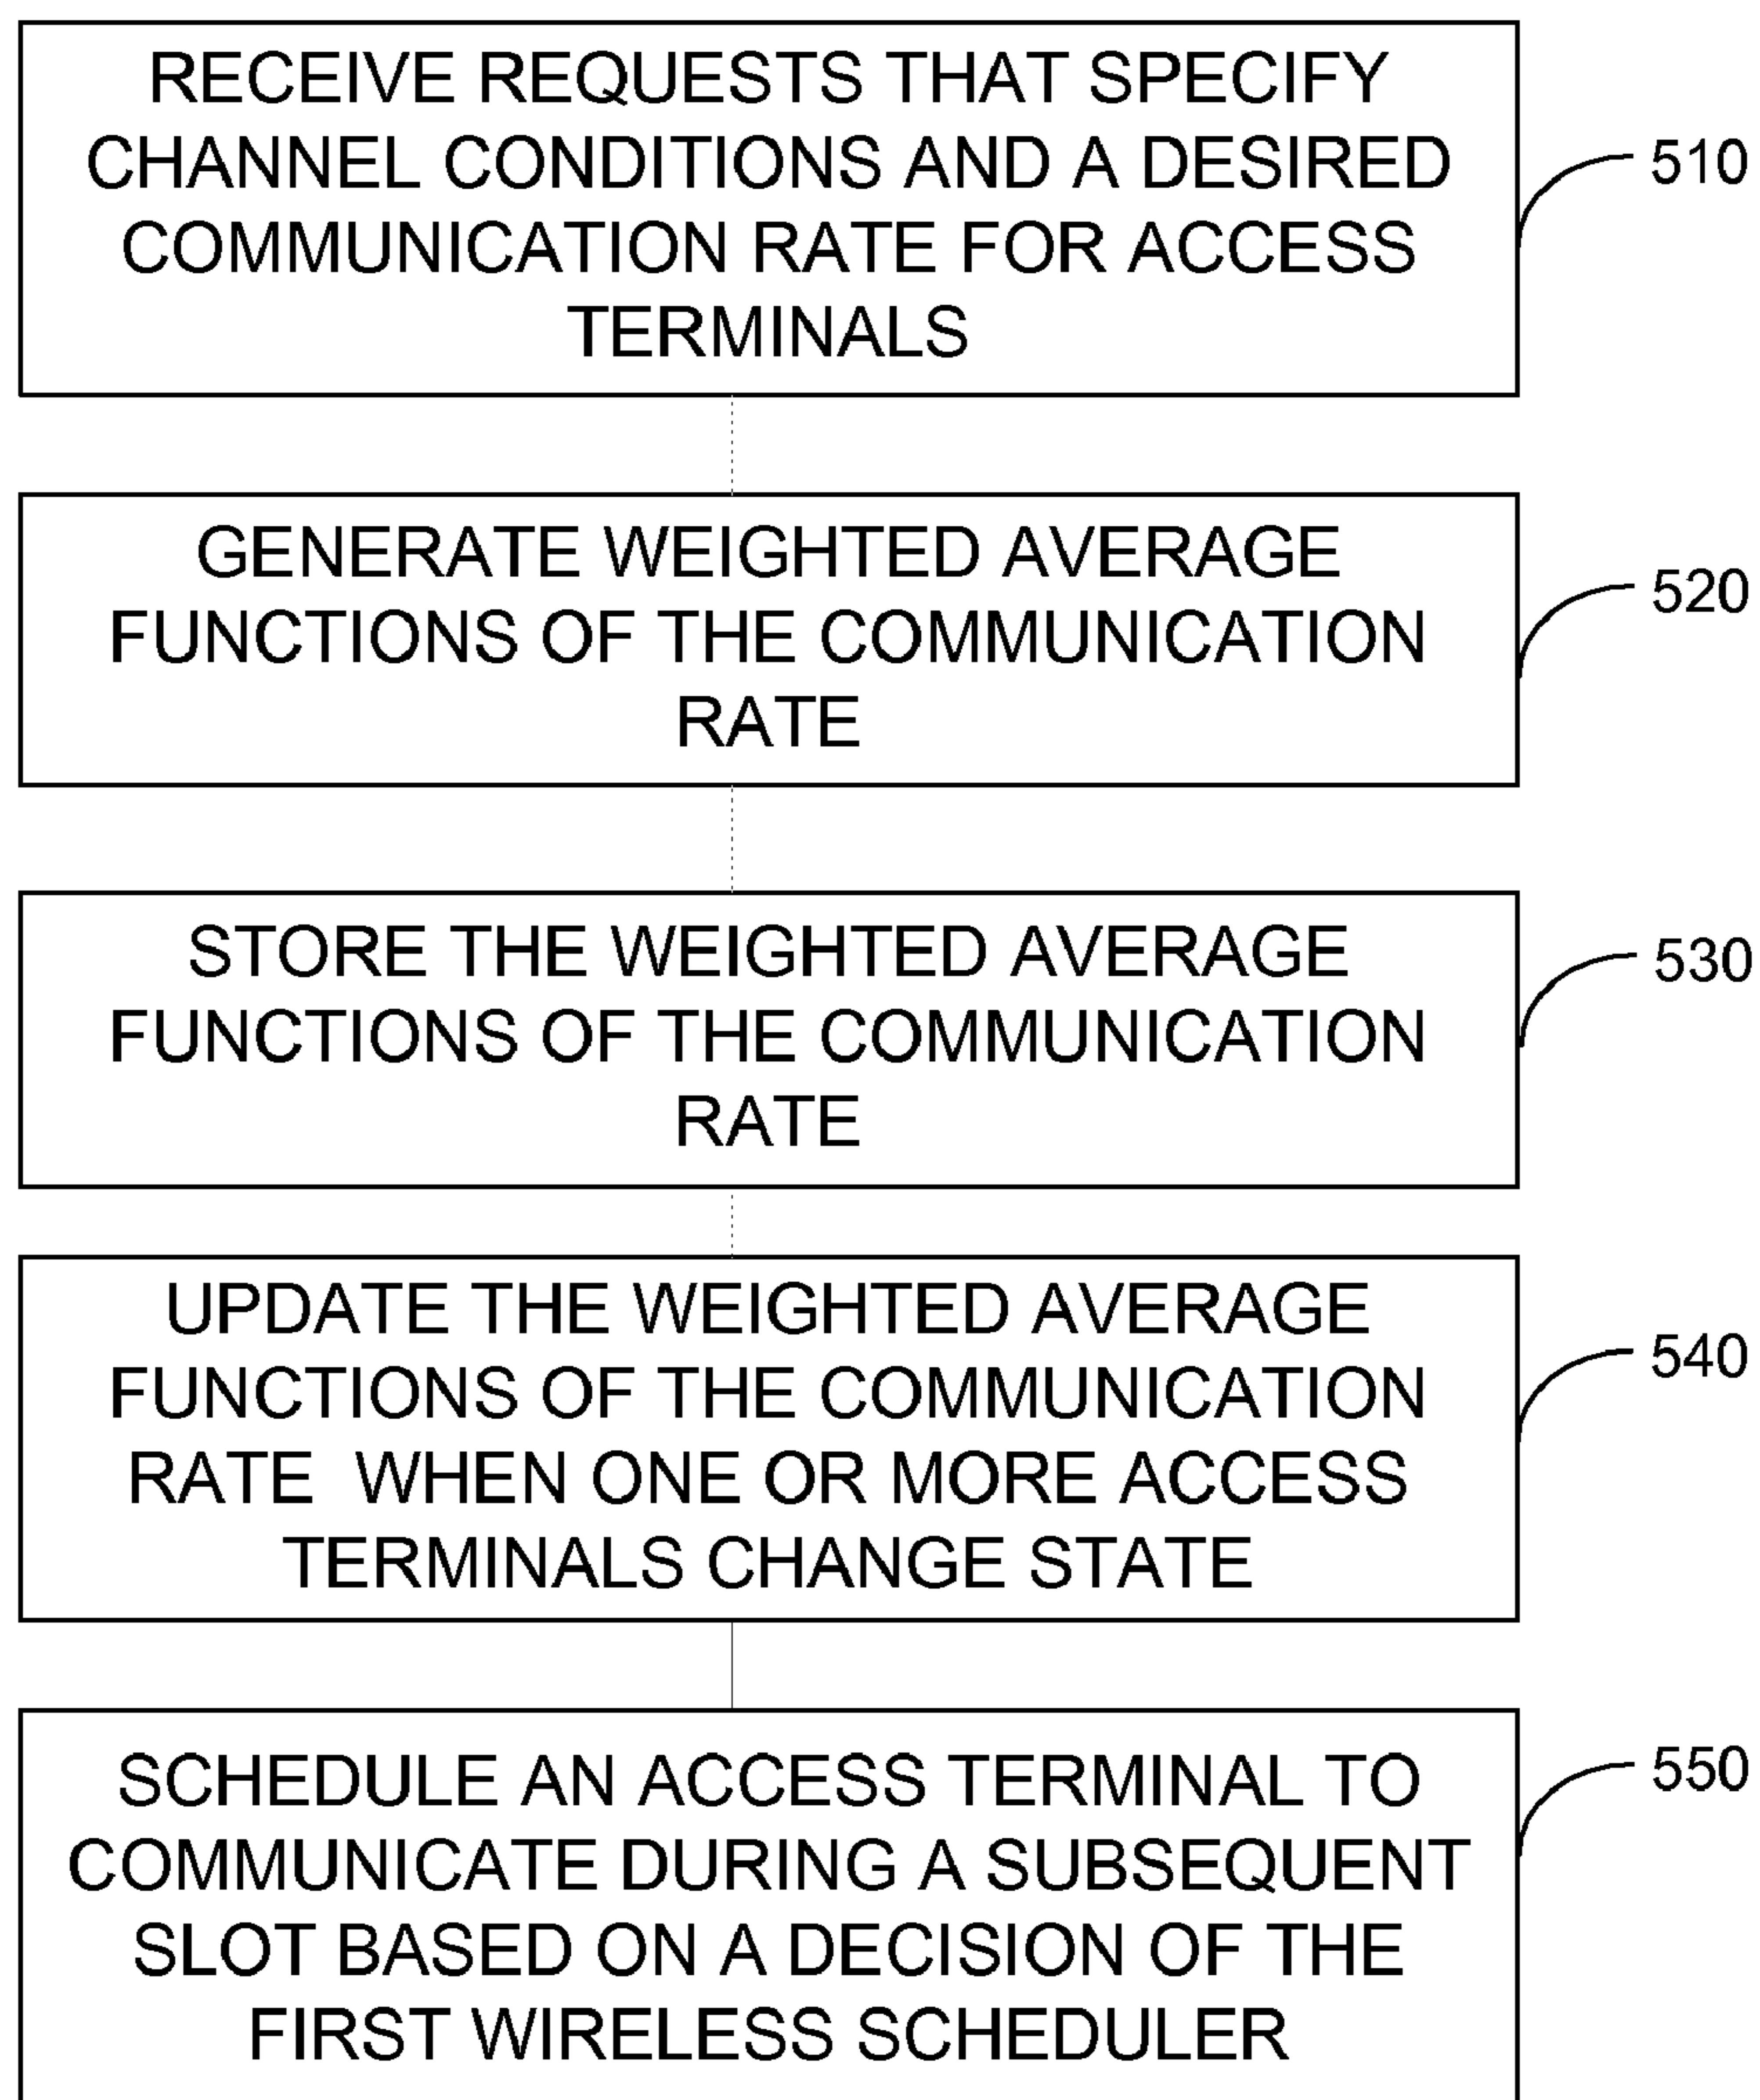 RECEIVE REQUESTS THAT SPECIFY
CHANNEL CONDITIONS AND A DESIRED
COMMUNICATION RATE FOR ACCESS
TERMINALS
510
GENERATE WEIGHTED AVERAGE
FUNCTIONS OF THE COMMUNICATION
RATE
520
STORE THE WEIGHTED AVERAGE
FUNCTIONS OF THE COMMUNICATION
RATE
530
UPDATE THE WEIGHTED AVERAGE
FUNCTIONS OF THE COMMUNICATION
RATE WHEN ONE OR MORE ACCESS
TERMINALS CHANGE STATE
540
SCHEDULE AN ACCESS TERMINAL TO
COMMUNICATE DURING A SUBSEQUENT
SLOT BASED ON A DECISION OF THE
FIRST WIRELESS SCHEDULER
550